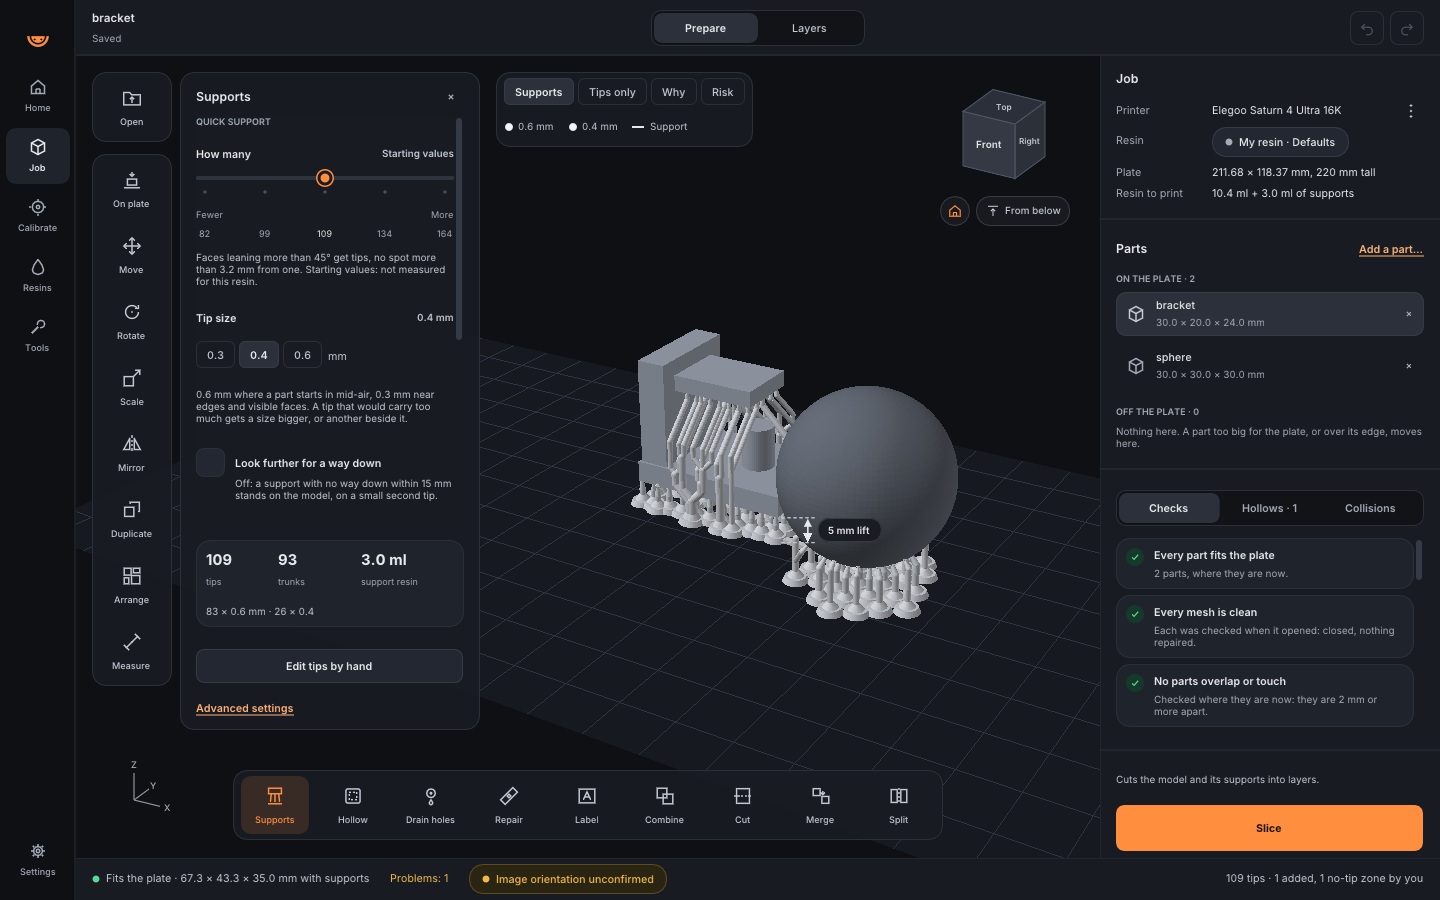 bracket
Saved
Prepare
Layers
Home
Job
Calibrate
Resins
Tools
Settings
Open
On plate
Move
Rotate
Scale
Mirror
Duplicate
Arrange
Measure
Supports
×
QUICK SUPPORT
How many
Starting values
Fewer
More
82
99
109
134
164
Faces leaning more than 45° get tips, no spot more
than 3.2 mm from one. Starting values: not measured
for this resin.
Tip size
0.4 mm
0.3
0.4
0.6
mm
0.6 mm where a part starts in mid-air, 0.3 mm near
edges and visible faces. A tip that would carry too
much gets a size bigger, or another beside it.
Look further for a way down
Off: a support with no way down within 15 mm
stands on the model, on a small second tip.
109
93
3.0 ml
tips
trunks
support resin
83 × 0.6 mm · 26 × 0.4
Edit tips by hand
Advanced settings
Supports
Tips only
Why
Risk
0.6 mm
0.4 mm
Support
Top
Front
Right
From below
5 mm lift
Z
Y
X
Supports
Hollow
Drain holes
Repair
Label
Combine
Cut
Merge
Split
Job
Printer
Elegoo Saturn 4 Ultra 16K
Resin
My resin · Defaults
Plate
211.68 × 118.37 mm, 220 mm tall
Resin to print
10.4 ml + 3.0 ml of supports
Parts
Add a part...
ON THE PLATE · 2
bracket
30.0 × 20.0 × 24.0 mm
×
sphere
30.0 × 30.0 × 30.0 mm
×
OFF THE PLATE · 0
Nothing here. A part too big for the plate, or over its edge, moves
here.
Checks
Hollows · 1
Collisions
Every part fits the plate
2 parts, where they are now.
Every mesh is clean
Each was checked when it opened: closed, nothing
repaired.
No parts overlap or touch
Checked where they are now: they are 2 mm or
more apart.
Cuts the model and its supports into layers.
Slice
Fits the plate · 67.3 × 43.3 × 35.0 mm with supports
Problems: 1
Image orientation unconfirmed
109 tips · 1 added, 1 no-tip zone by you